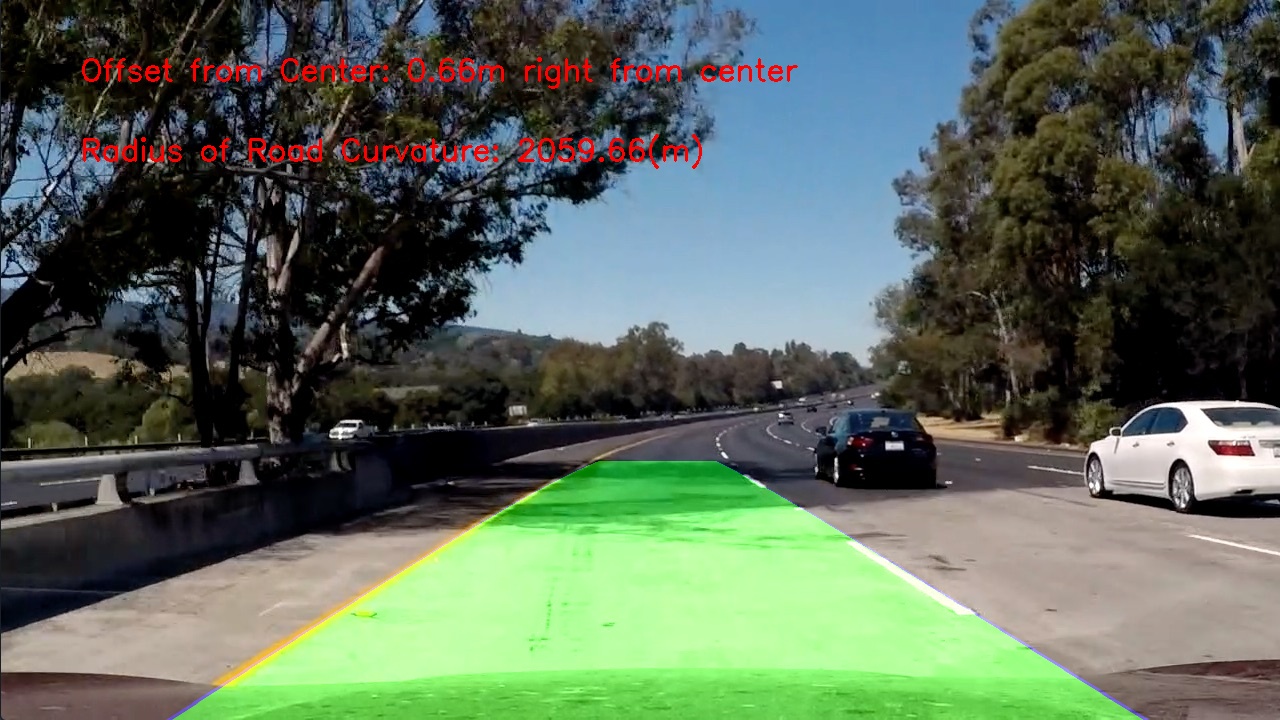 Offset from Center: 0.66m right from center
Radius of Road Curvature: 2059.66(m)